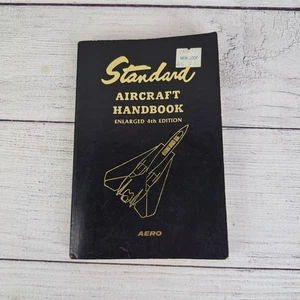 Standard
AIRCRAFT
HANDBOOK
ENLARGED 4th EDITION
AERO